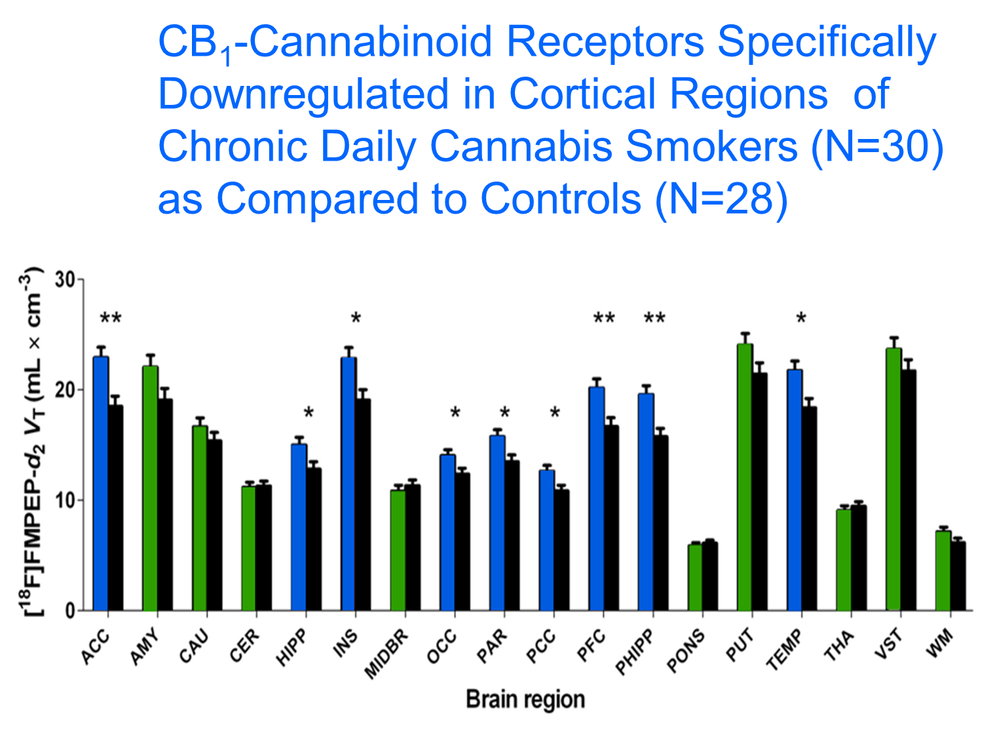 CB₁-Cannabinoid Receptors Specifically
Downregulated in Cortical Regions of
Chronic Daily Cannabis Smokers (N=30)
as Compared to Controls (N=28)
[¹⁸F]FMPEP-d₂ V_T (mL × cm⁻³)
30
20
10
0
**
*
*
*
*
*
**
**
*
ACC
AMY
CAU
CER
HIPP
INS
MIDBR
OCC
PAR
PCC
PFC
PHIPP
PONS
PUT
TEMP
THA
VST
WM
Brain region